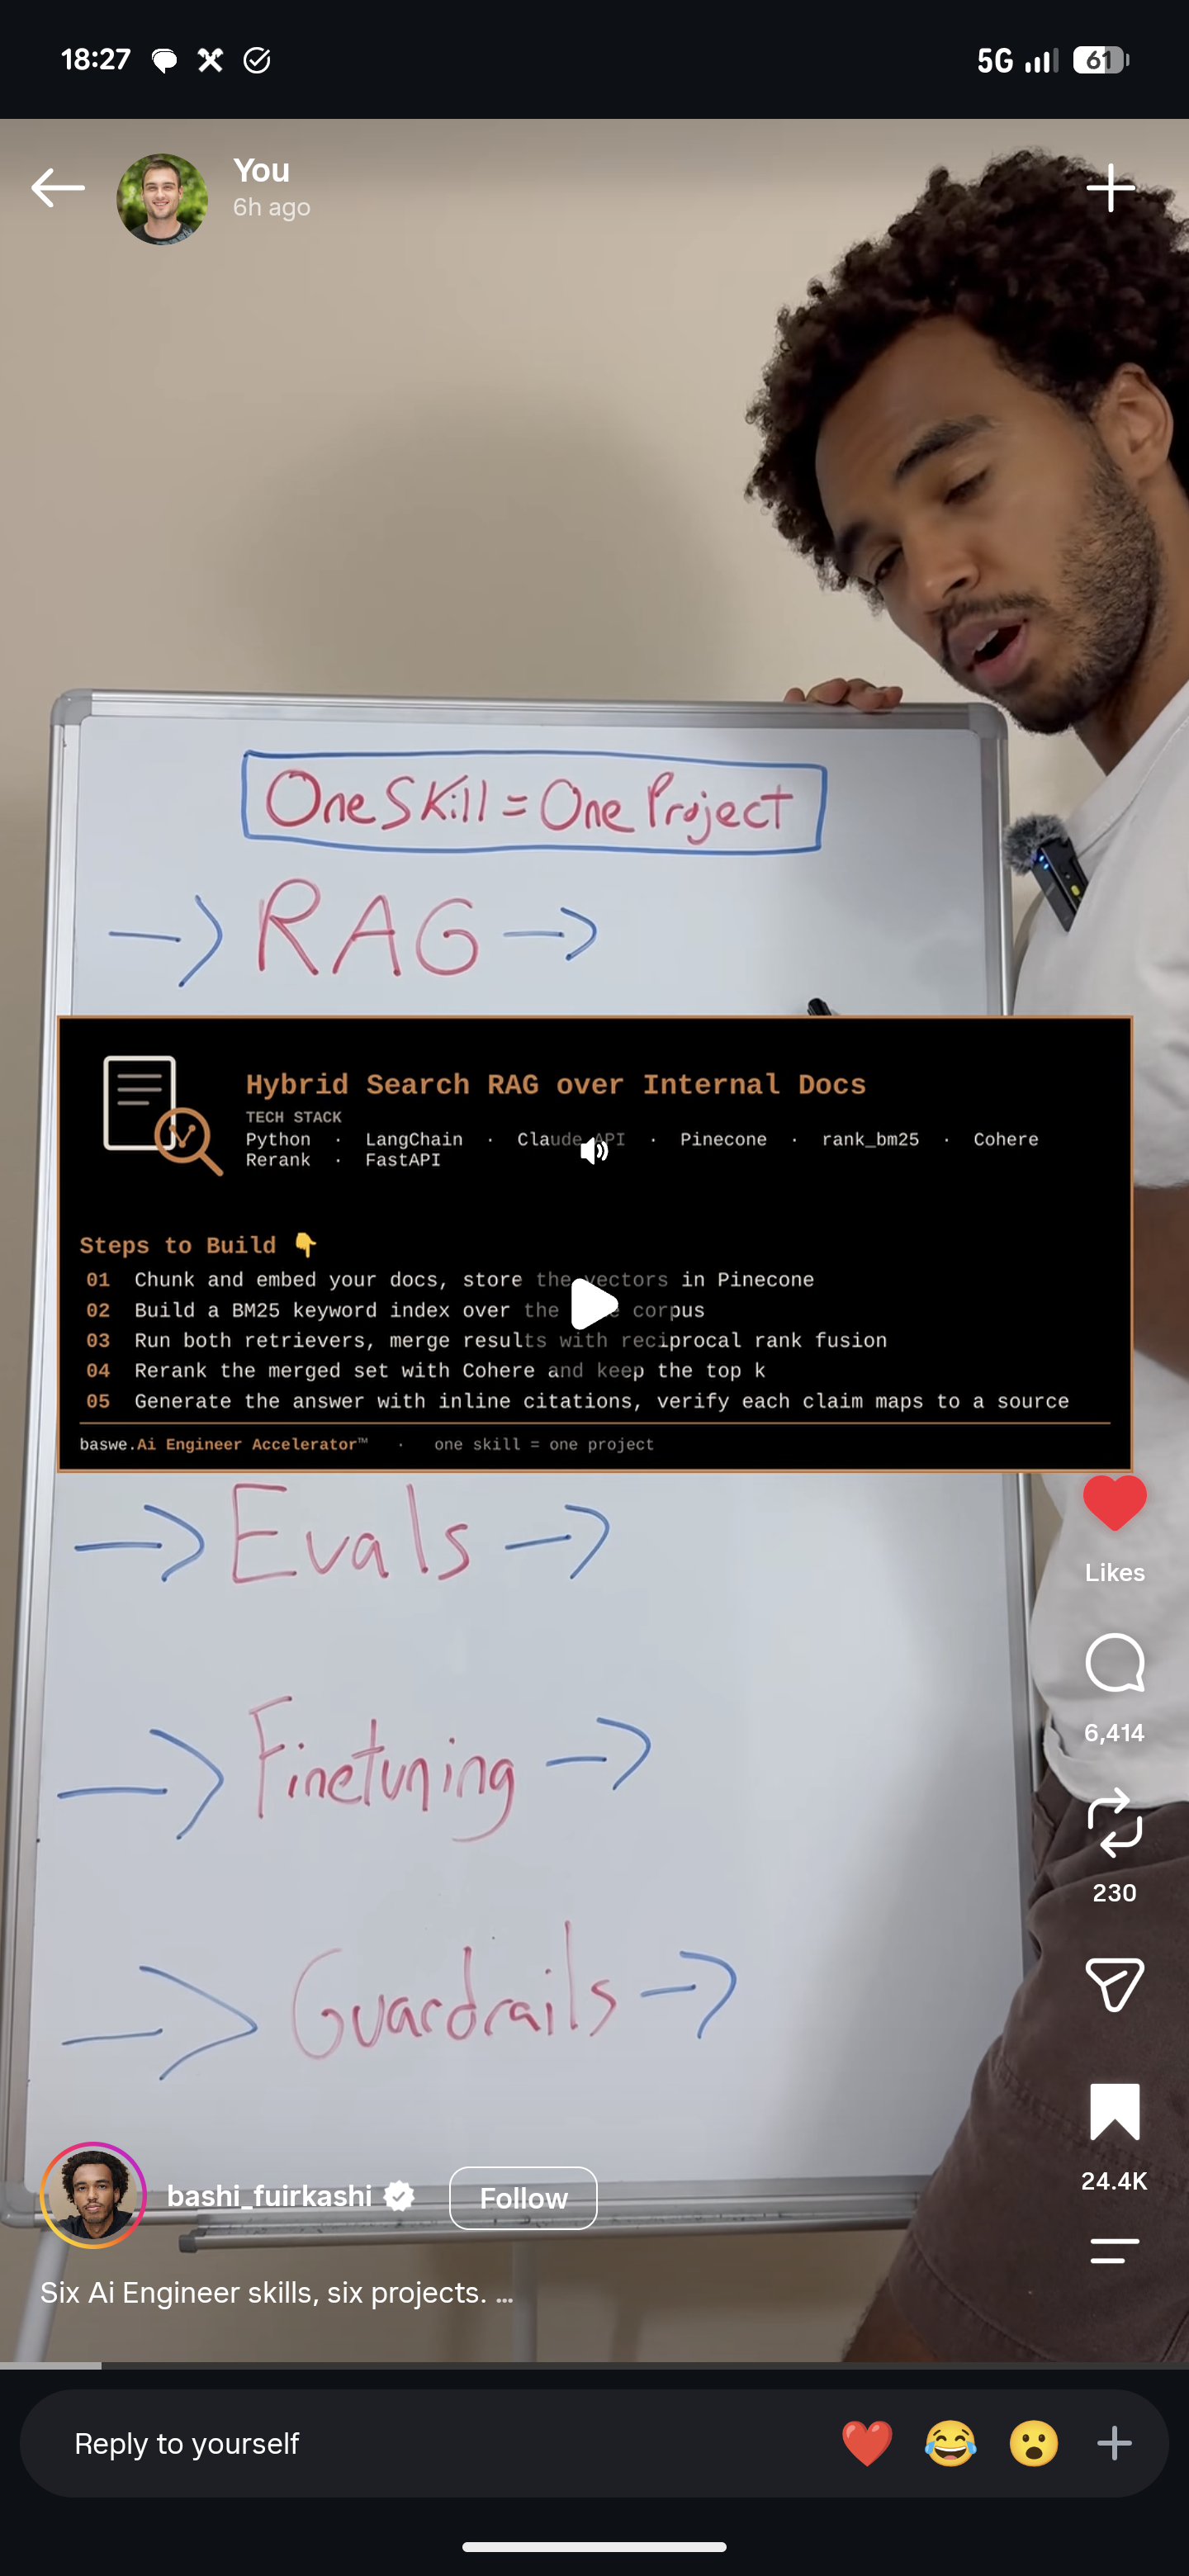 18:27
5G
61
You
6h ago
One Skill = One Project
RAG
Hybrid Search RAG over Internal Docs
TECH STACK
Python · LangChain · Claude API · Pinecone · rank_bm25 · Cohere
Rerank · FastAPI
Steps to Build 👇
01 Chunk and embed your docs, store the vectors in Pinecone
02 Build a BM25 keyword index over the corpus
03 Run both retrievers, merge results with reciprocal rank fusion
04 Rerank the merged set with Cohere and keep the top k
05 Generate the answer with inline citations, verify each claim maps to a source
baswe.Ai Engineer Accelerator™ · one skill = one project
Evals
Likes
Finetuning
6,414
230
Guardrails
24.4K
bashi_fuirkashi
Follow
Six Ai Engineer skills, six projects. ...
Reply to yourself